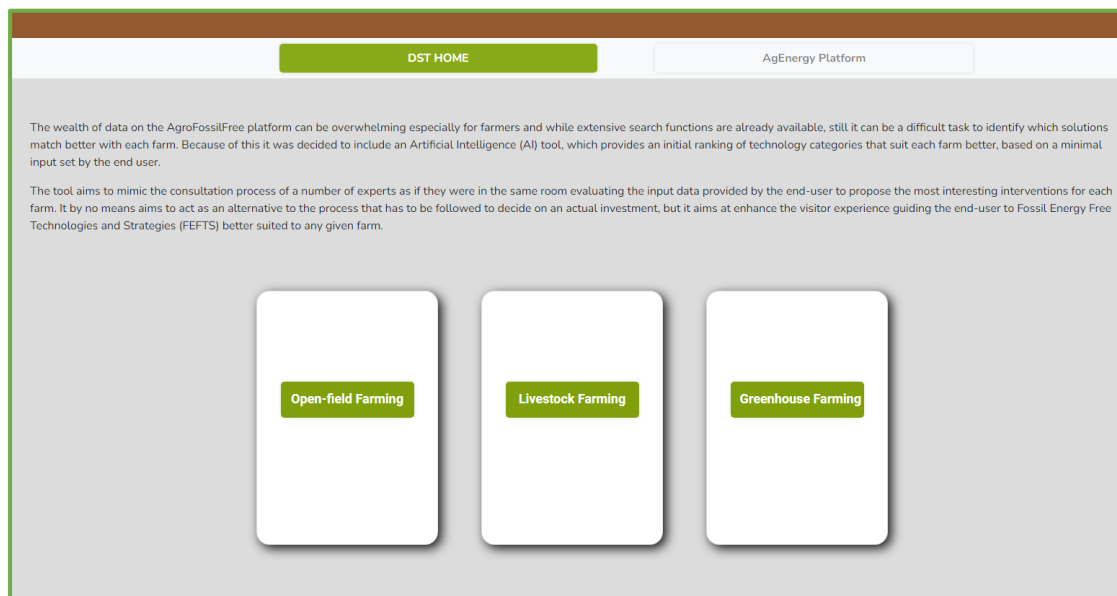 DST HOME
AgEnergy Platform
The wealth of data on the AgroFossilFree platform can be overwhelming especially for farmers and while extensive search functions are already available, still it can be a difficult task to identify which solutions
match better with each farm. Because of this it was decided to include an Artificial Intelligence (AI) tool, which provides an initial ranking of technology categories that suit each farm better, based on a minimal
input set by the end user.
The tool aims to mimic the consultation process of a number of experts as if they were in the same room evaluating the input data provided by the end-user to propose the most interesting interventions for each
farm. It by no means aims to act as an alternative to the process that has to be followed to decide on an actual investment, but it aims at enhance the visitor experience guiding the end-user to Fossil Energy Free
Technologies and Strategies (FEFTS) better suited to any given farm.
Open-field Farming
Livestock Farming
Greenhouse Farming